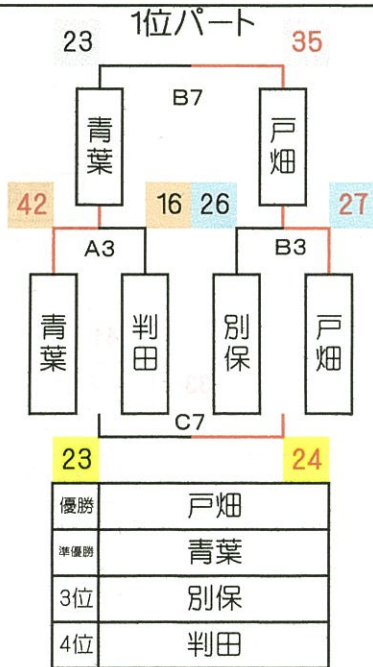 1位パート
23 35
B7
青葉 戸畑
42 16 26 27
A3 B3
青葉 判田 別保 戸畑
C7
23 24
優勝 戸畑
準優勝 青葉
3位 別保
4位 判田